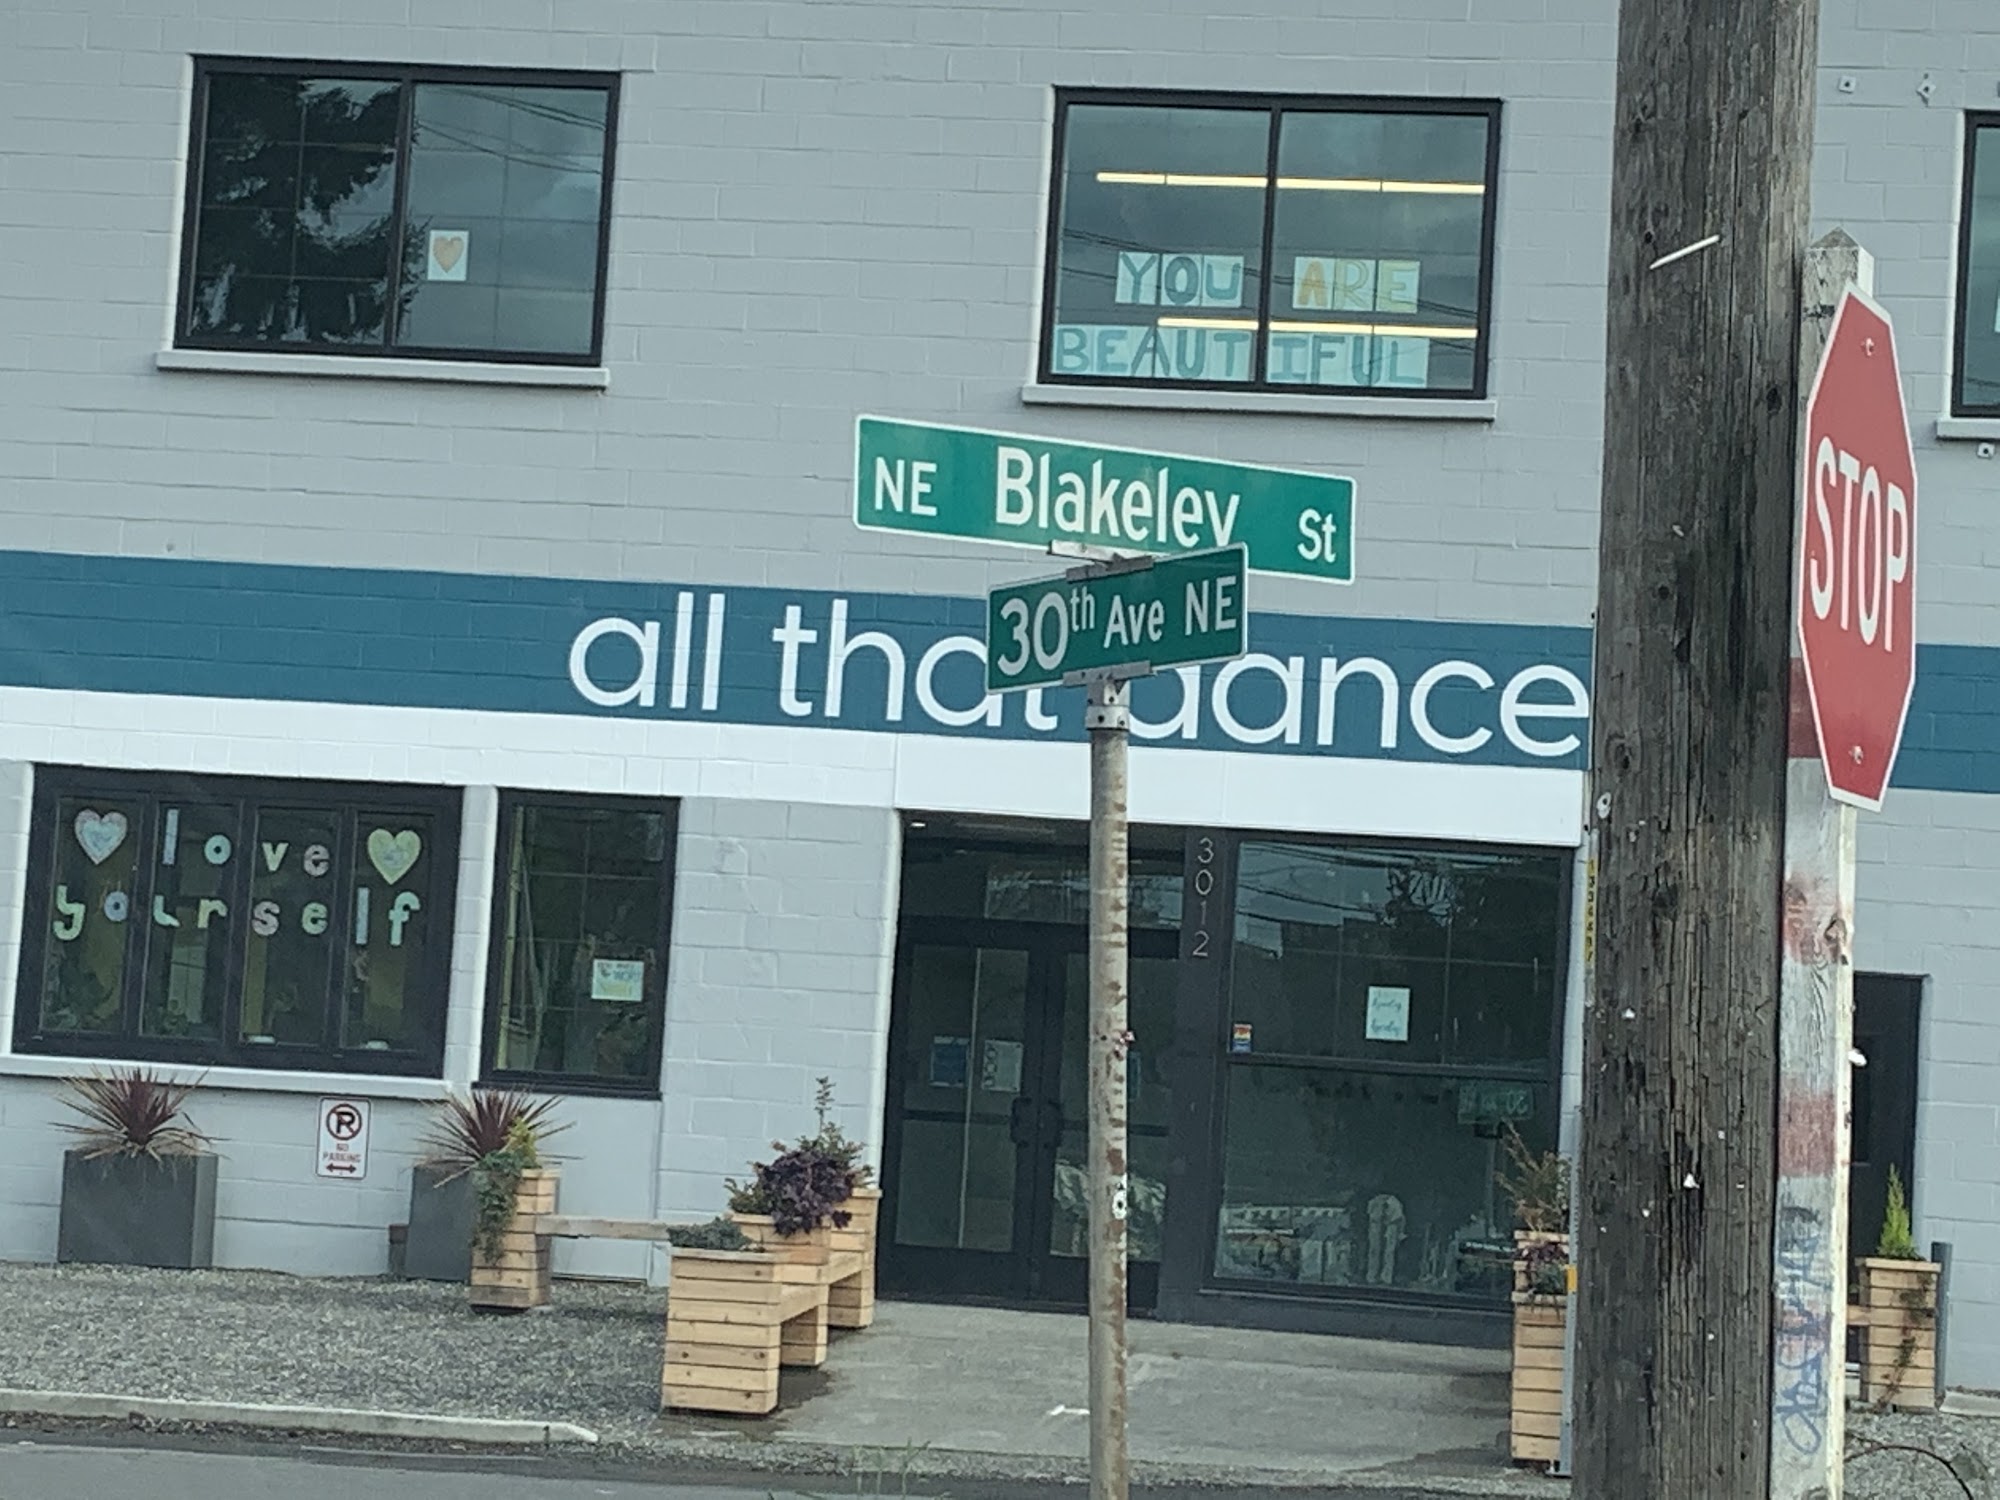 YOU ARE
BEAUTIFUL
NE Blakeley St
30th Ave NE
STOP
all that dance
love
yourself
3012
NO
PARKING